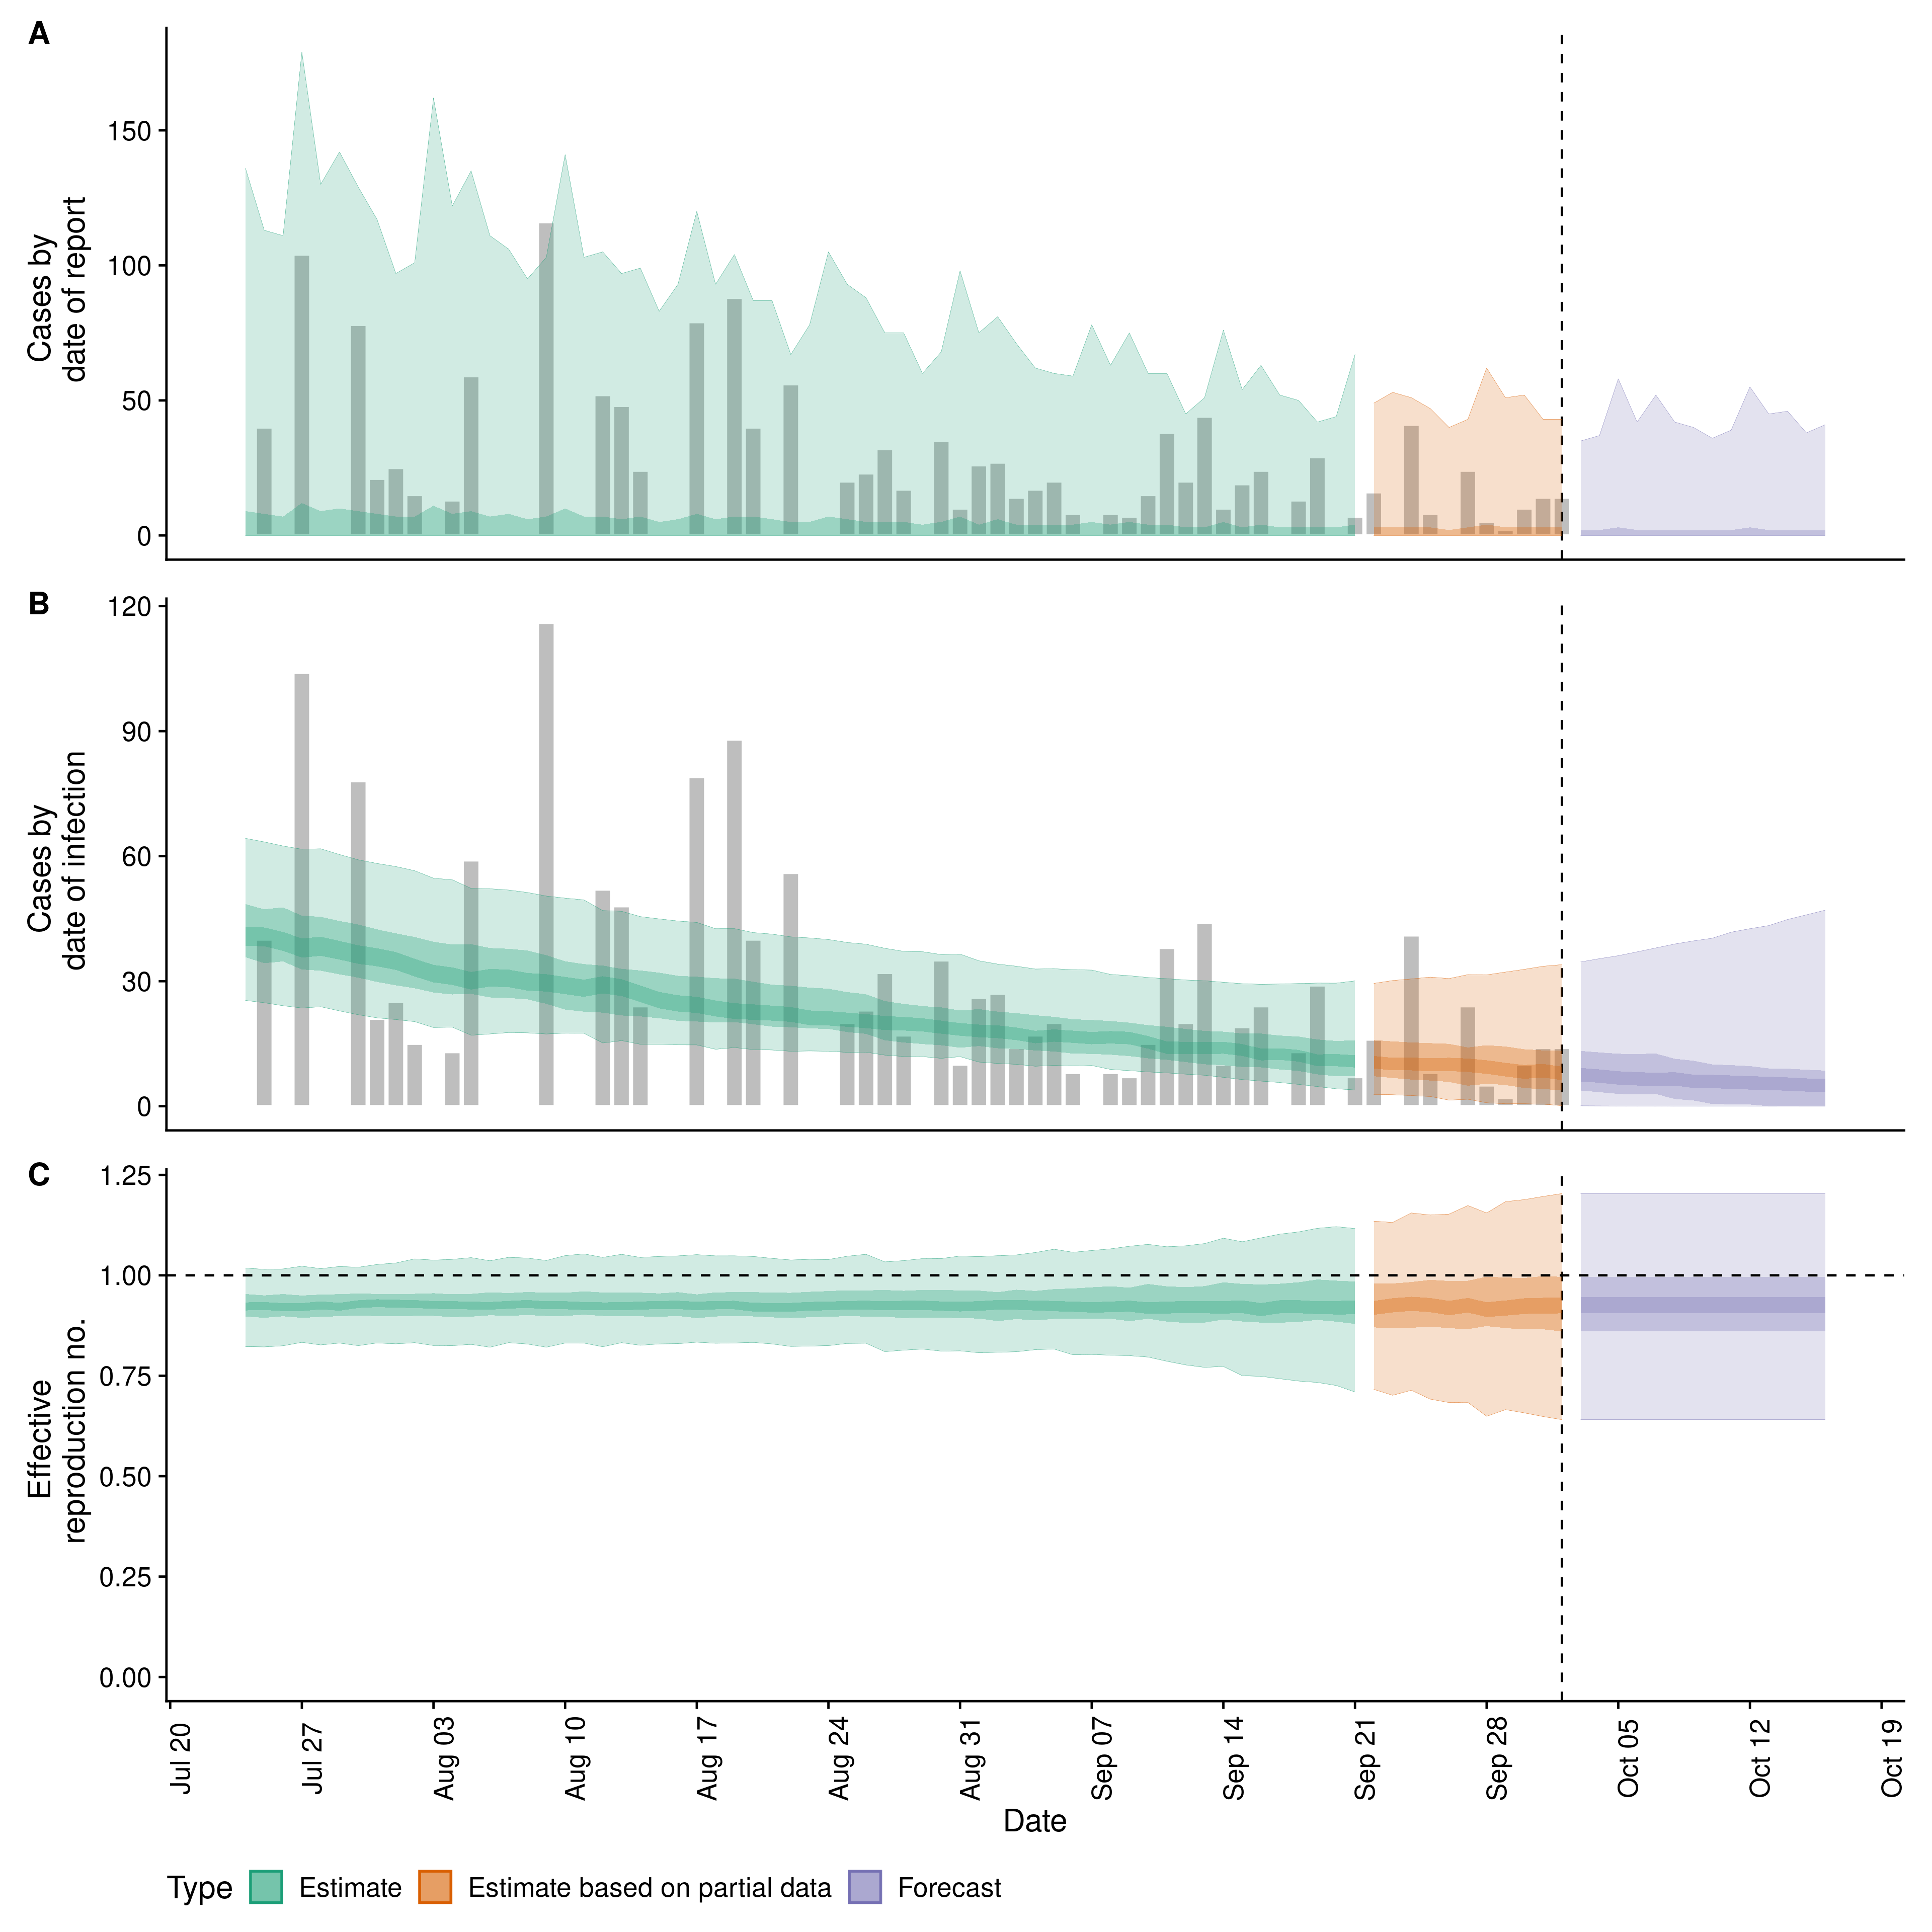 A
Cases by
date of report
150
100
50
0
B
Cases by
date of infection
120
90
60
30
0
C
Effective
reproduction no.
1.25
1.00
0.75
0.50
0.25
0.00
Jul 20
Jul 27
Aug 03
Aug 10
Aug 17
Aug 24
Aug 31
Sep 07
Sep 14
Sep 21
Sep 28
Oct 05
Oct 12
Oct 19
Date
Type Estimate Estimate based on partial data Forecast